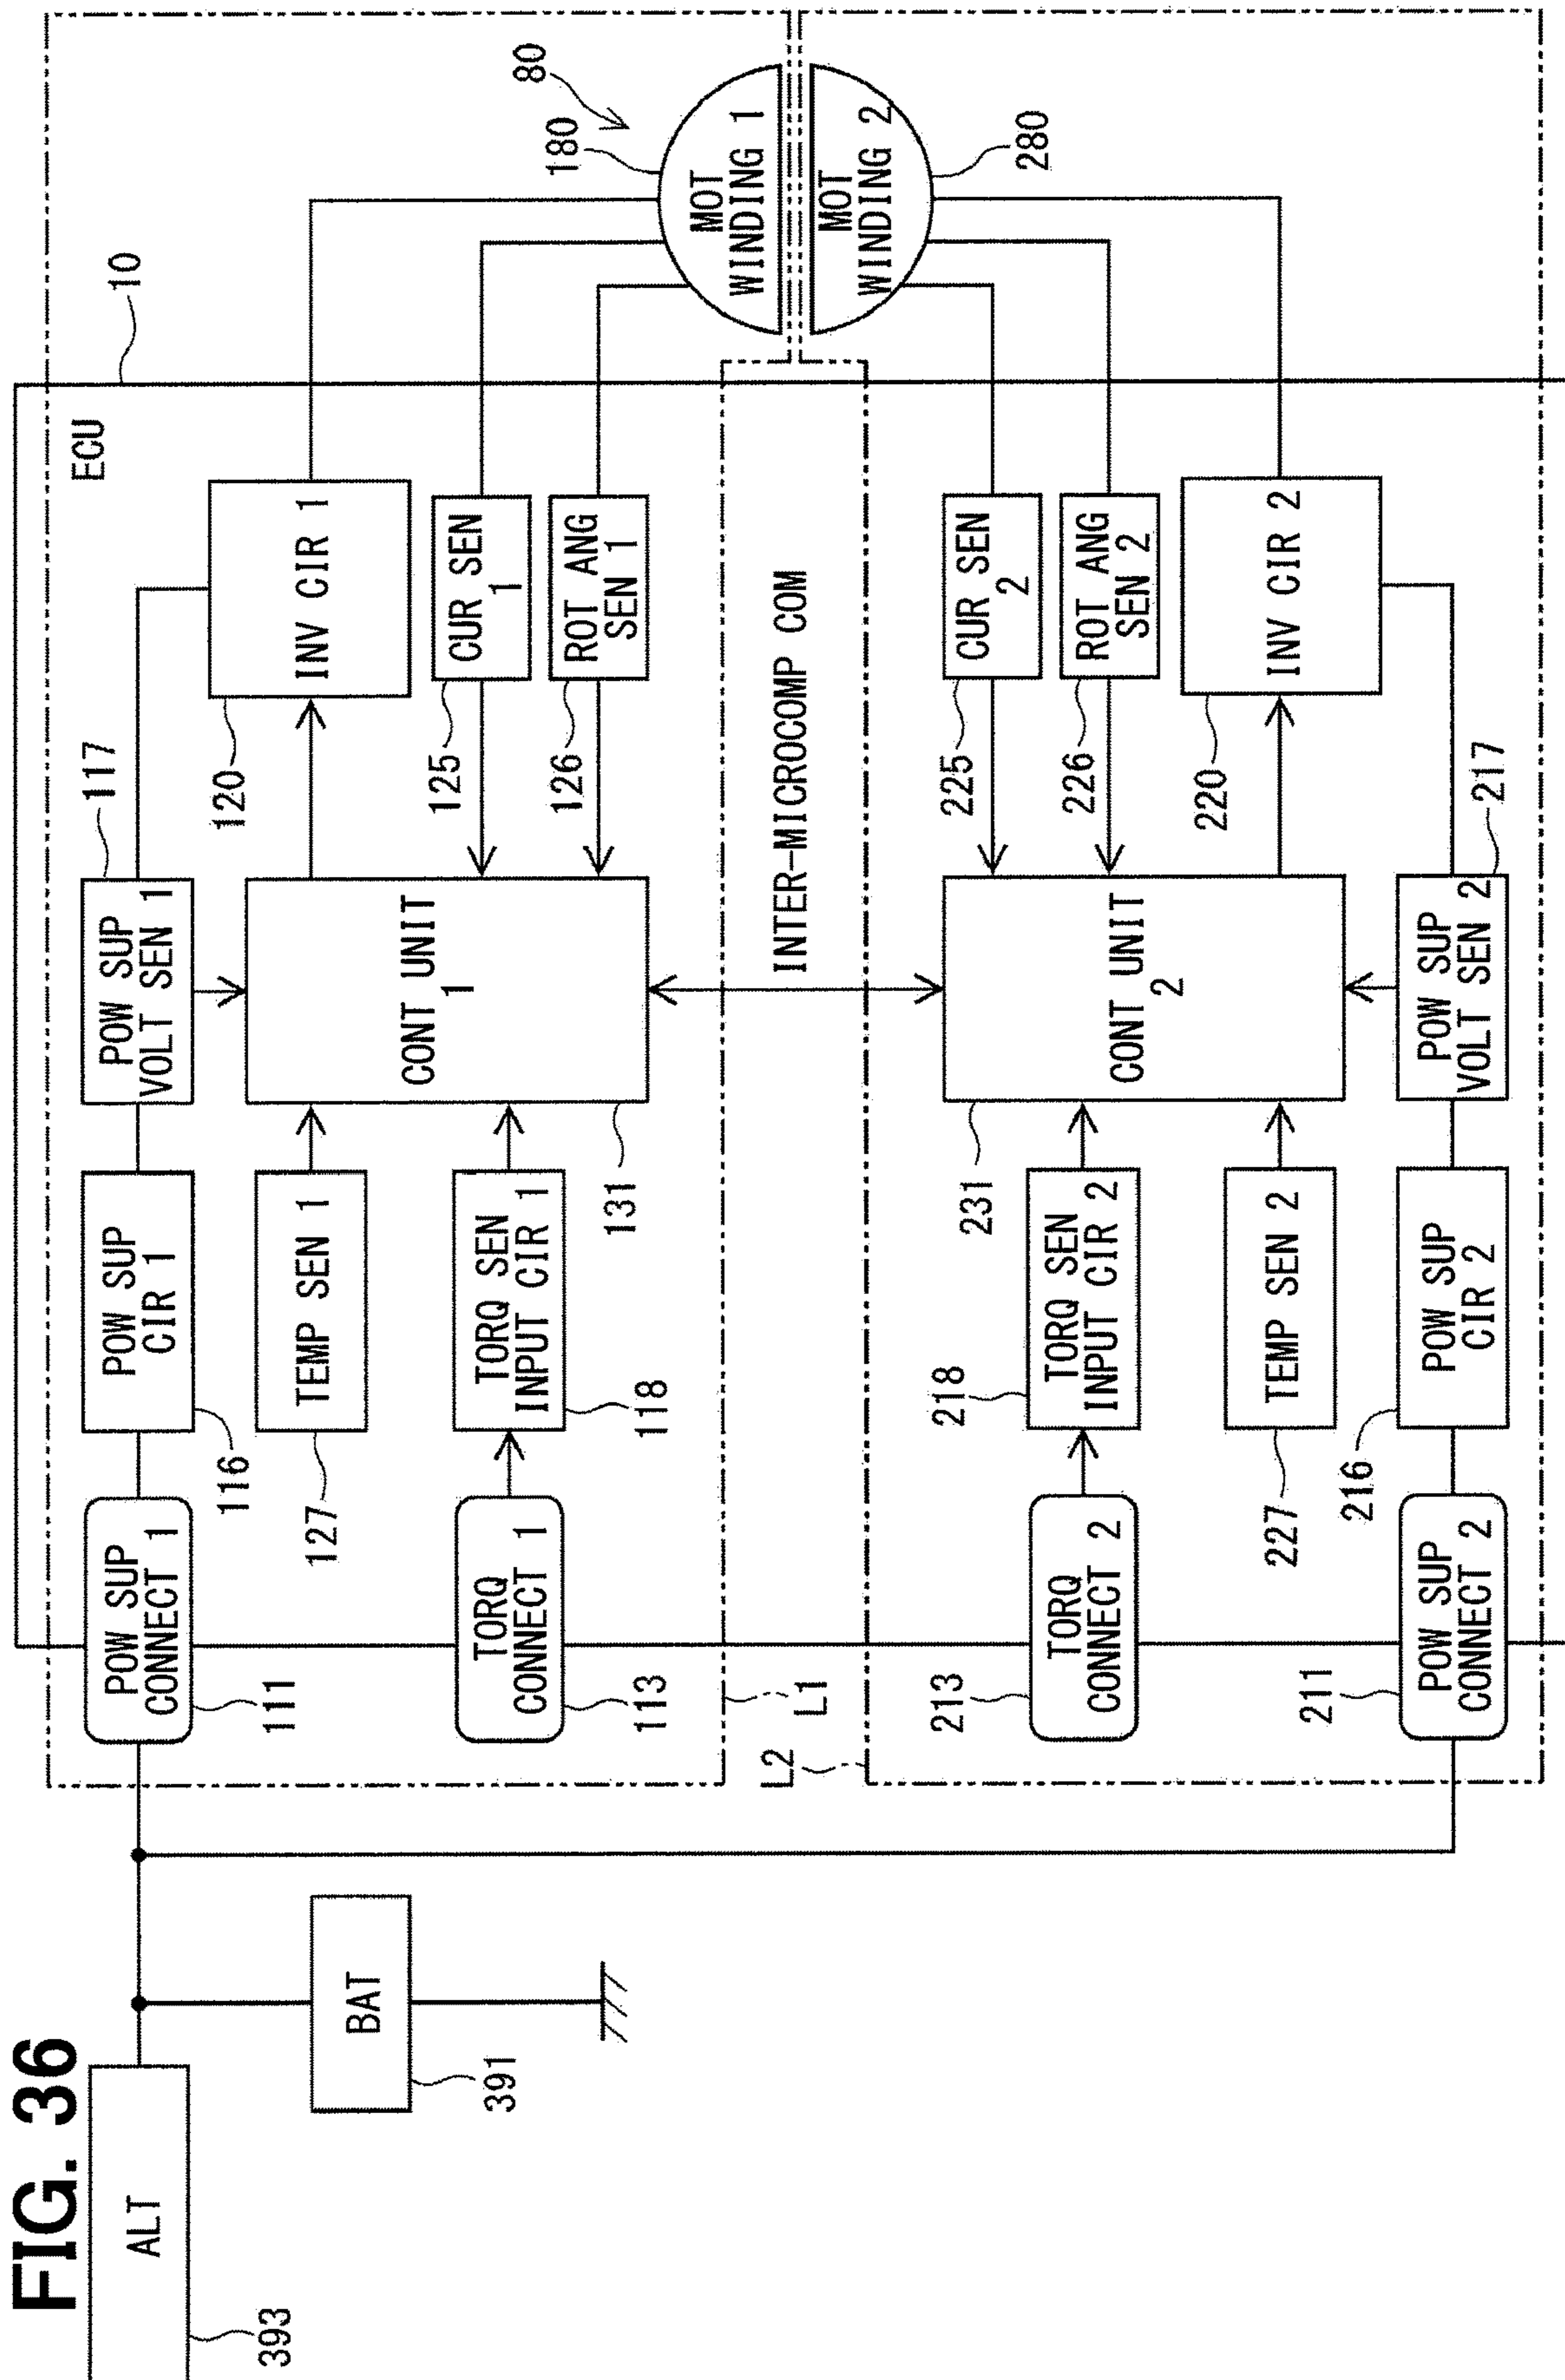 FIG. 36
ECU
10
80
180
117
POW SUP
CONNECT 1
111
POW SUP
CIR 1
116
POW SUP
VOLT SEN 1
INV CIR 1
120
TEMP SEN 1
127
CONT UNIT
1
131
CUR SEN
1
125
ROT ANG
SEN 1
126
TORQ
CONNECT 1
113
TORQ SEN
INPUT CIR 1
118
MOT
WINDING 1
MOT
WINDING 2
280
L1
L2
INTER-MICROCOMP COM
ALT
393
BAT
391
TORQ
CONNECT 2
213
TORQ SEN
INPUT CIR 2
218
CONT UNIT
2
231
CUR SEN
2
225
ROT ANG
SEN 2
226
TEMP SEN 2
227
INV CIR 2
220
POW SUP
CONNECT 2
211
POW SUP
CIR 2
216
POW SUP
VOLT SEN 2
217